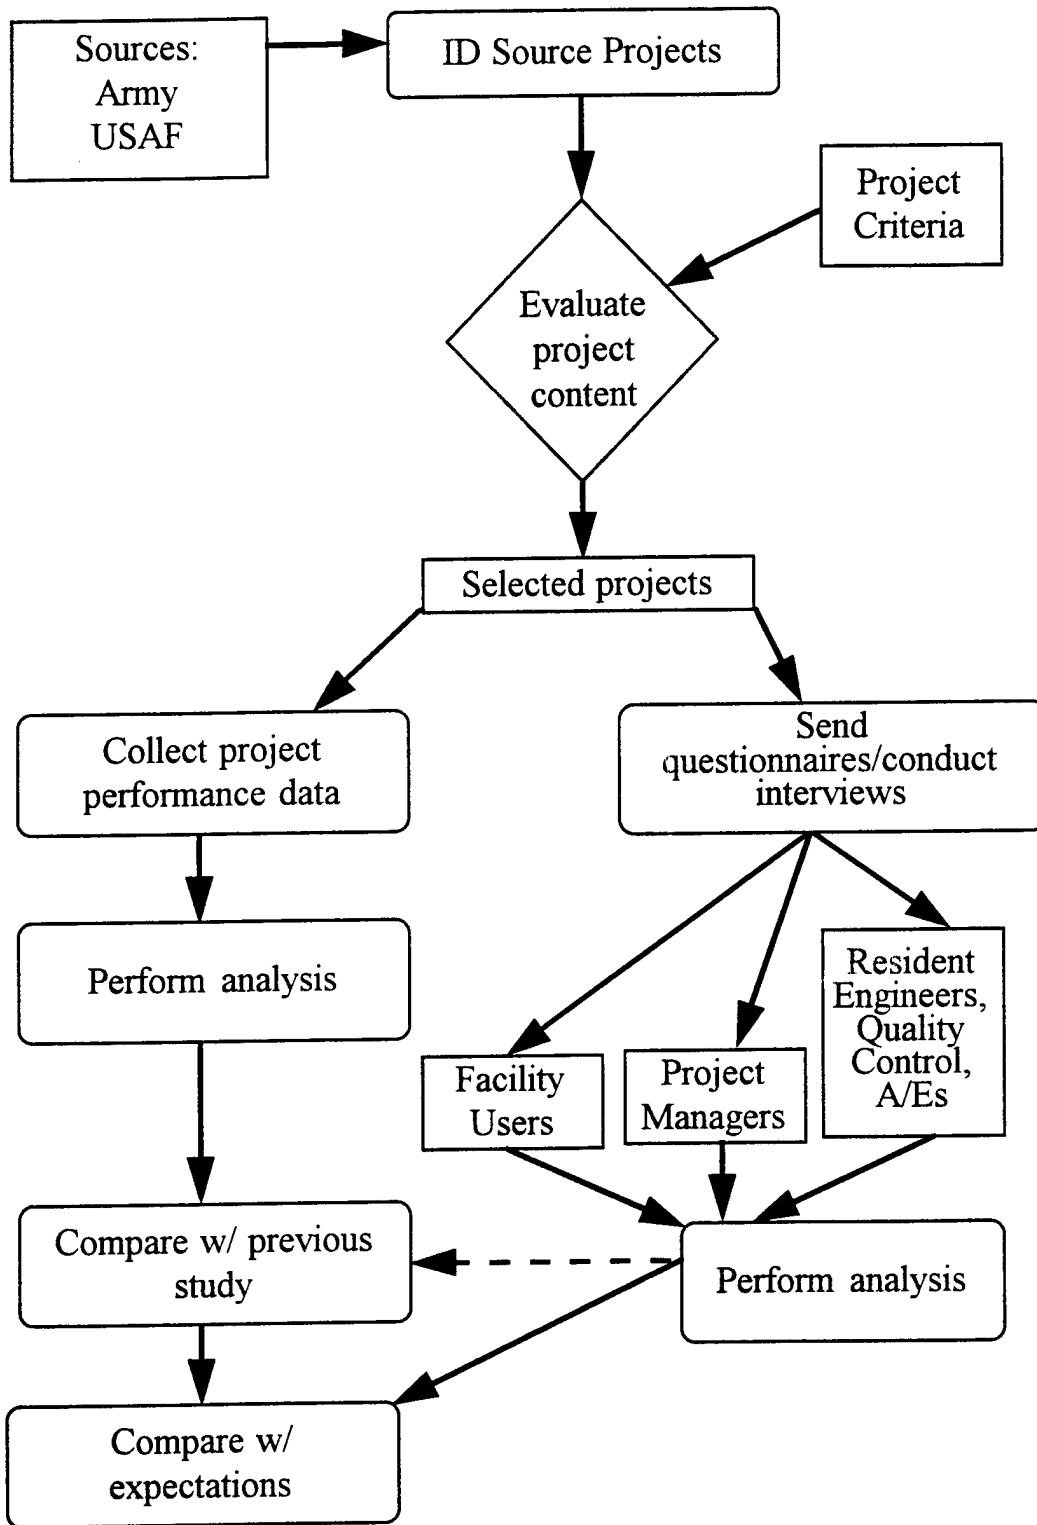 Sources:
Army
USAF
ID Source Projects
Project
Criteria
Evaluate
project
content
Selected projects
Collect project
performance data
Send
questionnaires/conduct
interviews
Perform analysis
Resident
Engineers,
Quality
Control,
A/Es
Facility
Users
Project
Managers
Compare w/ previous
study
Perform analysis
Compare w/
expectations